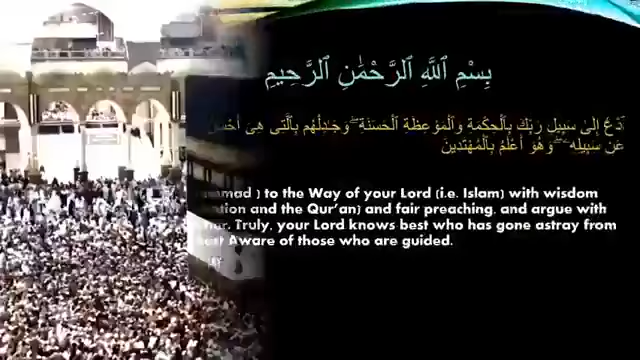 بِسْمِ ٱللَّهِ ٱلرَّحْمَٰنِ ٱلرَّحِيمِ
ٱدْعُ إِلَىٰ سَبِيلِ رَبِّكَ بِٱلْحِكْمَةِ وَٱلْمَوْعِظَةِ ٱلْحَسَنَةِ ۖ وَجَٰدِلْهُم بِٱلَّتِى هِىَ أَحْسَنُ
عَن سَبِيلِهِۦ ۖ وَهُوَ أَعْلَمُ بِٱلْمُهْتَدِينَ
) to the Way of your Lord (i.e. Islam) with wisdom
and the Qur'an) and fair preaching, and argue with
Truly, your Lord knows best who has gone astray from
Aware of those who are guided.